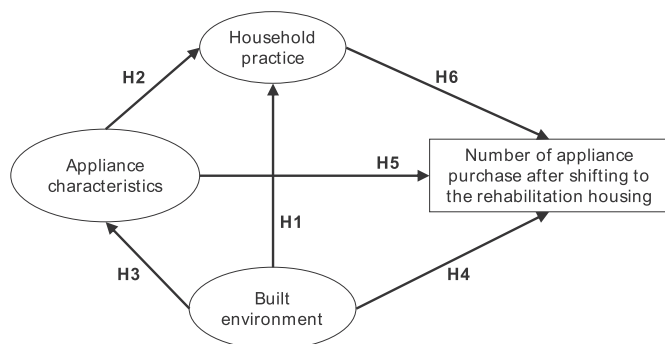 Household
practice
H2
H6
Appliance
characteristics
H5
Number of appliance
purchase after shifting to
the rehabilitation housing
H1
H3
H4
Built
environment